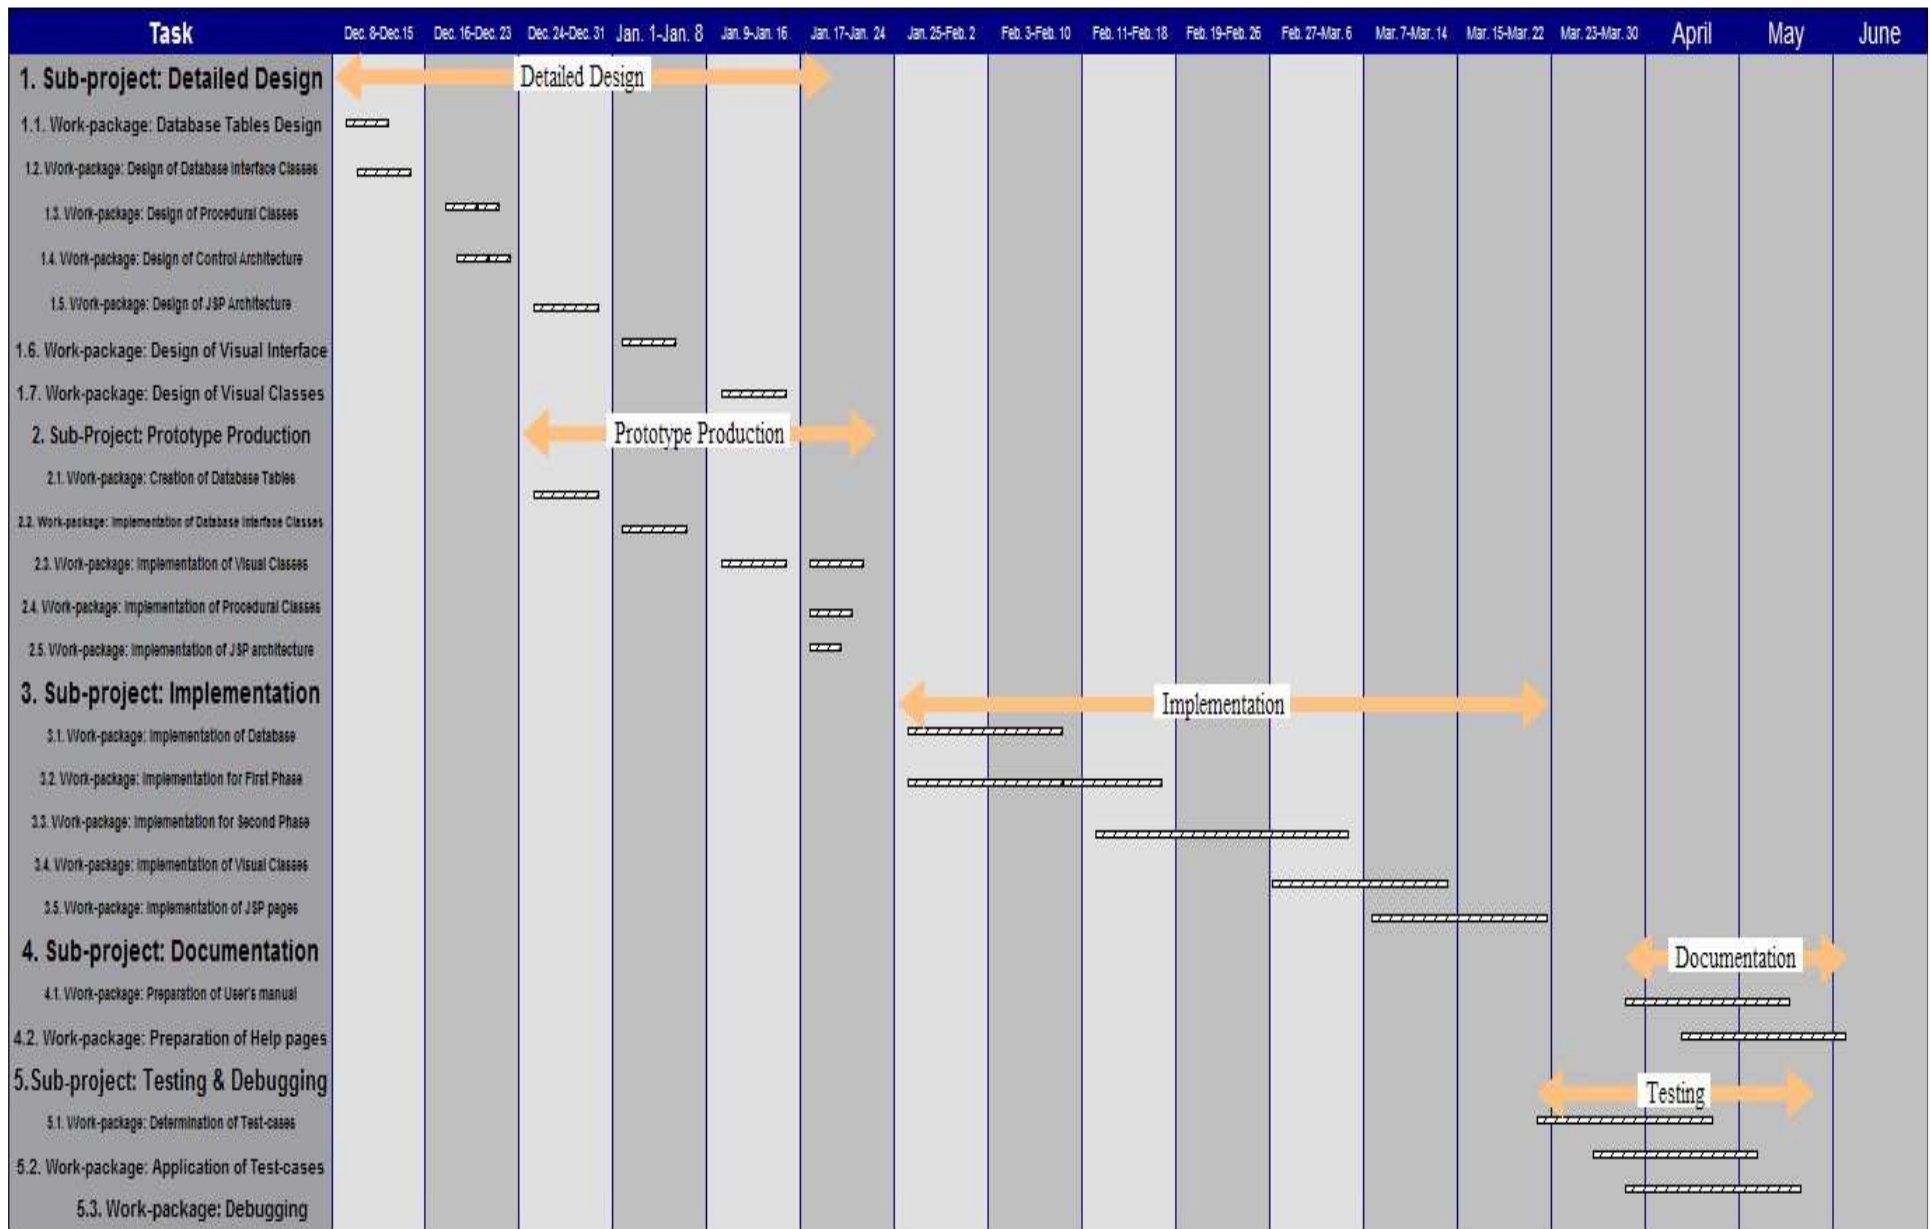 Task Dec. 8-Dec.15 Dec. 16-Dec. 23 Dec. 24-Dec. 31 Jan. 1-Jan. 8 Jan. 9-Jan. 16 Jan. 17-Jan. 24 Jan. 25-Feb. 2 Feb. 3-Feb. 10 Feb. 11-Feb. 18 Feb. 19-Feb. 26 Feb. 27-Mar. 6 Mar. 7-Mar. 14 Mar. 15-Mar. 22 Mar. 23-Mar. 30 April May June
1. Sub-project: Detailed Design Detailed Design
1.1. Work-package: Database Tables Design
1.2. Work-package: Design of Database Interface Classes
1.3. Work-package: Design of Procedural Classes
1.4. Work-package: Design of Control Architecture
1.5. Work-package: Design of JSP Architecture
1.6. Work-package: Design of Visual Interface
1.7. Work-package: Design of Visual Classes
2. Sub-Project: Prototype Production Prototype Production
2.1. Work-package: Creation of Database Tables
2.2. Work-package: Implementation of Database Interface Classes
2.3. Work-package: Implementation of Visual Classes
2.4. Work-package: Implementation of Procedural Classes
2.5. Work-package: Implementation of JSP architecture
3. Sub-project: Implementation Implementation
3.1. Work-package: Implementation of Database
3.2. Work-package: Implementation for First Phase
3.3. Work-package: Implementation for Second Phase
3.4. Work-package: Implementation of Visual Classes
3.5. Work-package: Implementation of JSP pages
4. Sub-project: Documentation Documentation
4.1. Work-package: Preparation of User's manual
4.2. Work-package: Preparation of Help pages
5.Sub-project: Testing & Debugging Testing
5.1. Work-package: Determination of Test-cases
5.2. Work-package: Application of Test-cases
5.3. Work-package: Debugging